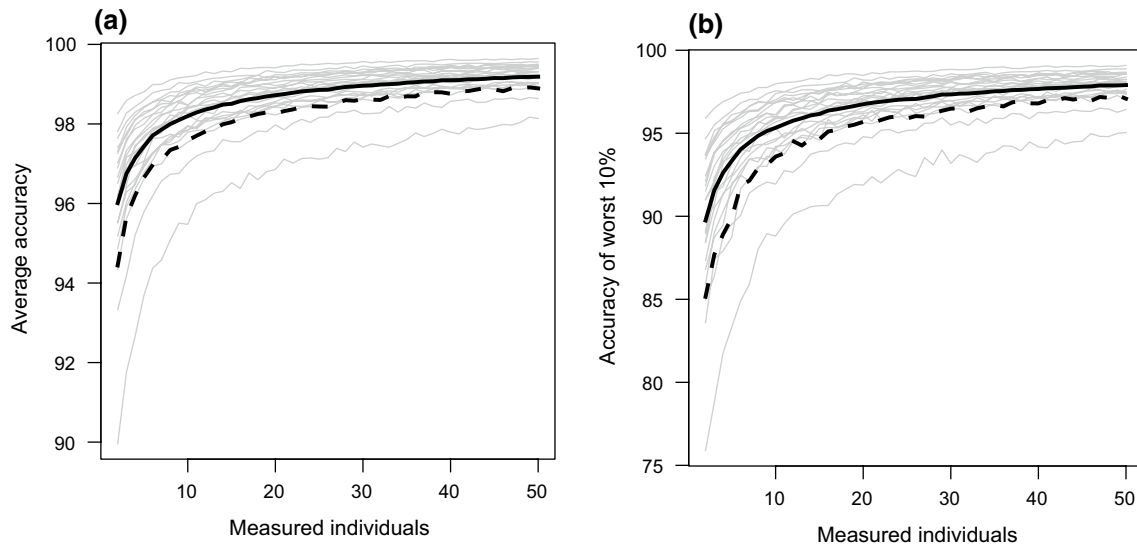 (a)
Average accuracy
100
98
96
94
92
90
10 20 30 40 50
Measured individuals
(b)
Accuracy of worst 10%
100
95
90
85
80
75
10 20 30 40 50
Measured individuals